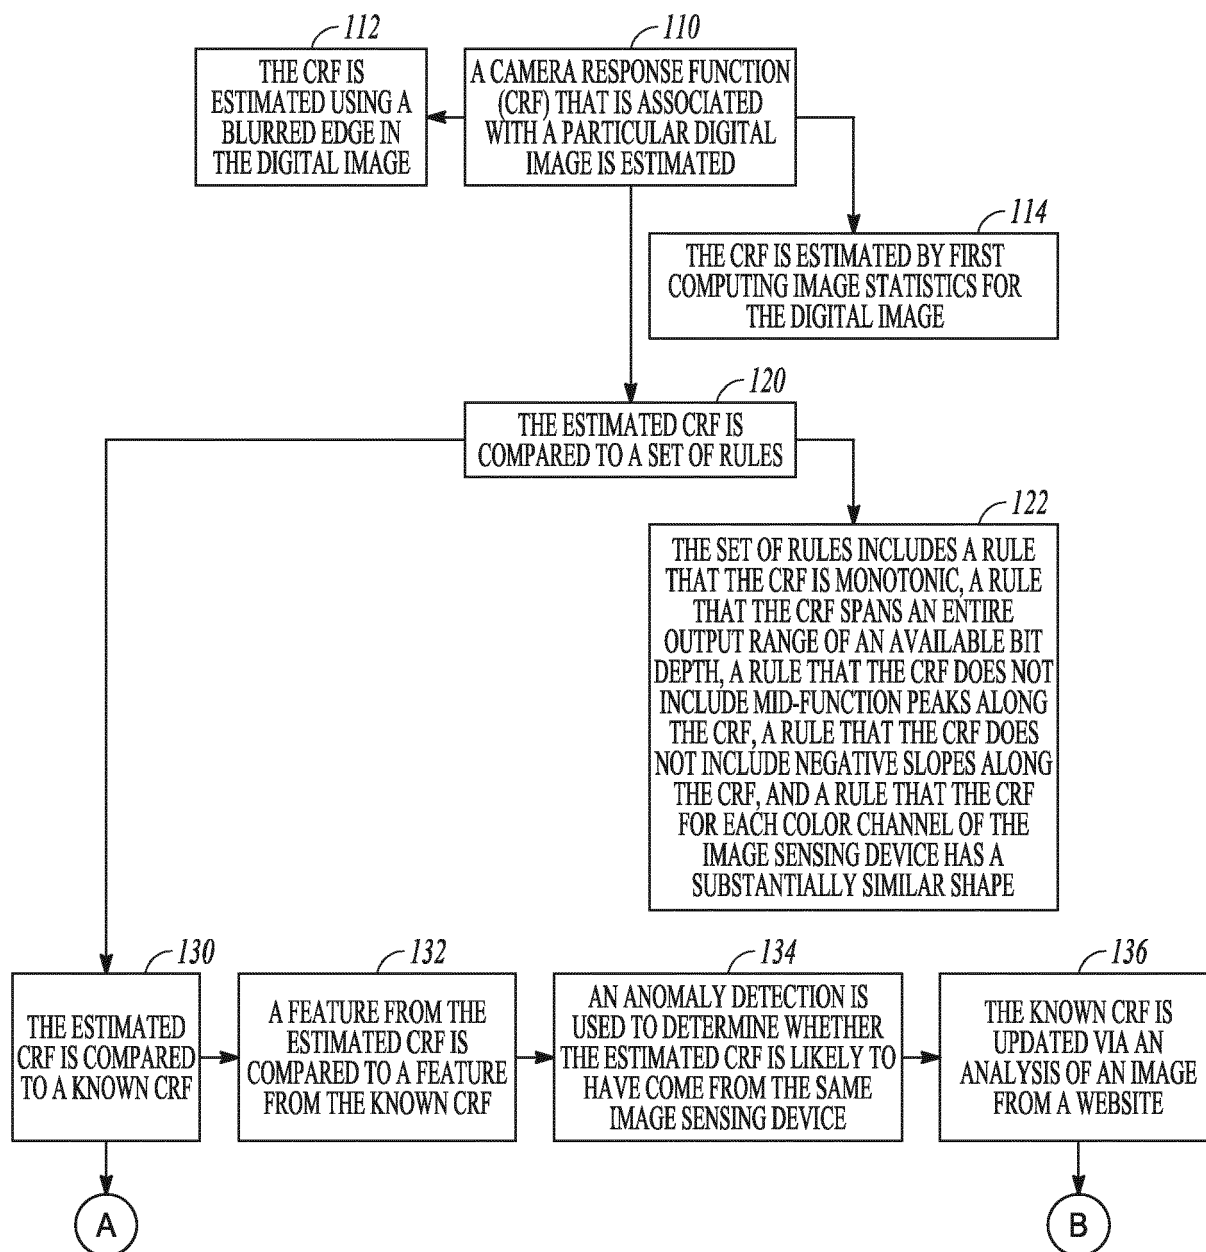 112
THE CRF IS
ESTIMATED USING A
BLURRED EDGE IN
THE DIGITAL IMAGE
110
A CAMERA RESPONSE FUNCTION
(CRF) THAT IS ASSOCIATED
WITH A PARTICULAR DIGITAL
IMAGE IS ESTIMATED
114
THE CRF IS ESTIMATED BY FIRST
COMPUTING IMAGE STATISTICS FOR
THE DIGITAL IMAGE
120
THE ESTIMATED CRF IS
COMPARED TO A SET OF RULES
122
THE SET OF RULES INCLUDES A RULE
THAT THE CRF IS MONOTONIC, A RULE
THAT THE CRF SPANS AN ENTIRE
OUTPUT RANGE OF AN AVAILABLE BIT
DEPTH, A RULE THAT THE CRF DOES NOT
INCLUDE MID-FUNCTION PEAKS ALONG
THE CRF, A RULE THAT THE CRF DOES
NOT INCLUDE NEGATIVE SLOPES ALONG
THE CRF, AND A RULE THAT THE CRF
FOR EACH COLOR CHANNEL OF THE
IMAGE SENSING DEVICE HAS A
SUBSTANTIALLY SIMILAR SHAPE
130
THE ESTIMATED
CRF IS COMPARED
TO A KNOWN CRF
132
A FEATURE FROM THE
ESTIMATED CRF IS
COMPARED TO A FEATURE
FROM THE KNOWN CRF
134
AN ANOMALY DETECTION IS
USED TO DETERMINE WHETHER
THE ESTIMATED CRF IS LIKELY TO
HAVE COME FROM THE SAME
IMAGE SENSING DEVICE
136
THE KNOWN CRF IS
UPDATED VIA AN
ANALYSIS OF AN IMAGE
FROM A WEBSITE
A
B